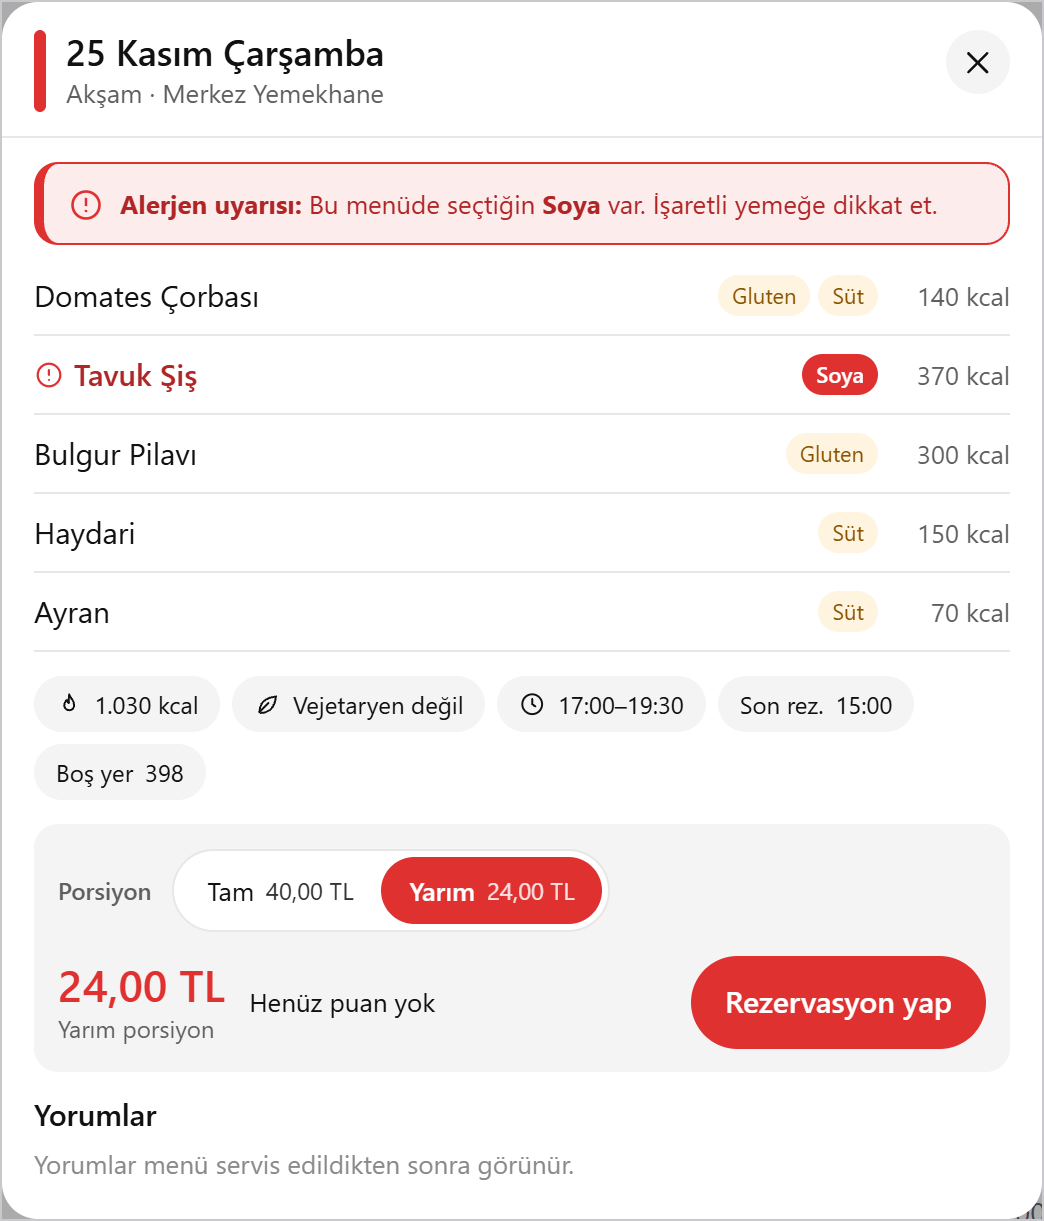 25 Kasım Çarşamba
Akşam · Merkez Yemekhane
Alerjen uyarısı: Bu menüde seçtiğin Soya var. İşaretli yemeğe dikkat et.
Domates Çorbası Gluten Süt 140 kcal
Tavuk Şiş Soya 370 kcal
Bulgur Pilavı Gluten 300 kcal
Haydari Süt 150 kcal
Ayran Süt 70 kcal
1.030 kcal Vejetaryen değil 17:00–19:30 Son rez. 15:00
Boş yer 398
Porsiyon Tam 40,00 TL Yarım 24,00 TL
24,00 TL Henüz puan yok Rezervasyon yap
Yarım porsiyon
Yorumlar
Yorumlar menü servis edildikten sonra görünür.